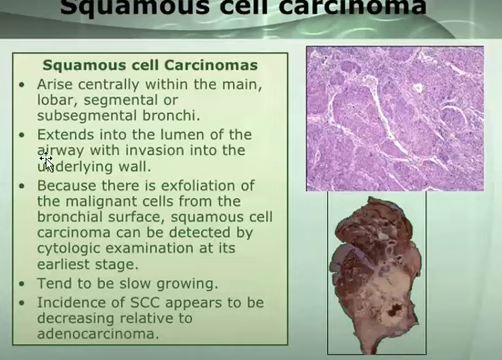 Squamous cell carcinoma
Squamous cell Carcinomas
• Arise centrally within the main,
lobar, segmental or
subsegmental bronchi.
• Extends into the lumen of the
airway with invasion into the
underlying wall.
• Because there is exfoliation of
the malignant cells from the
bronchial surface, squamous cell
carcinoma can be detected by
cytologic examination at its
earliest stage.
• Tend to be slow growing.
• Incidence of SCC appears to be
decreasing relative to
adenocarcinoma.